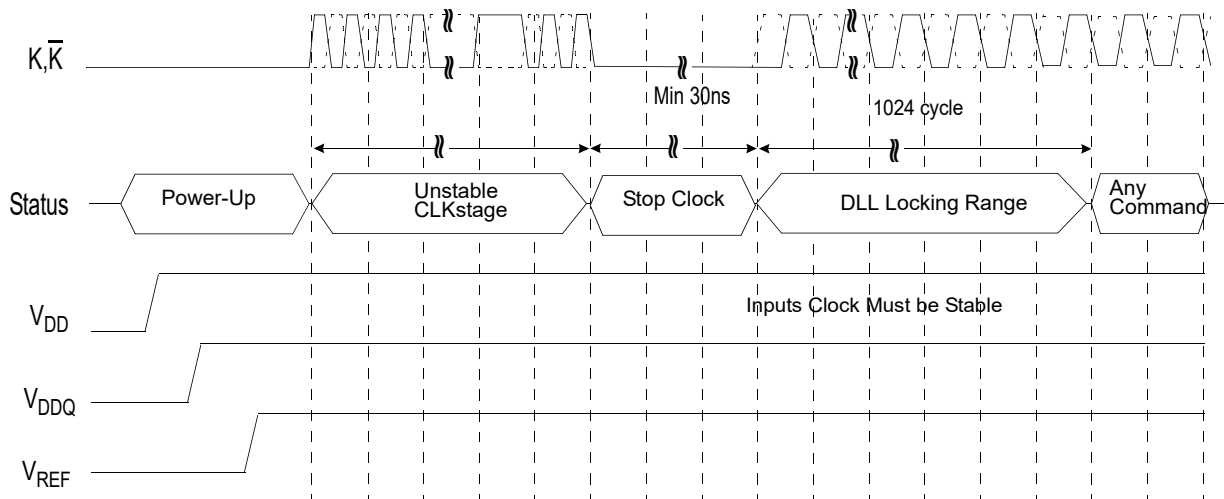 K,K̅
Min 30ns
1024 cycle
Status
Power-Up
Unstable
CLKstage
Stop Clock
DLL Locking Range
Any
Command
VDD
Inputs Clock Must be Stable
VDDQ
VREF